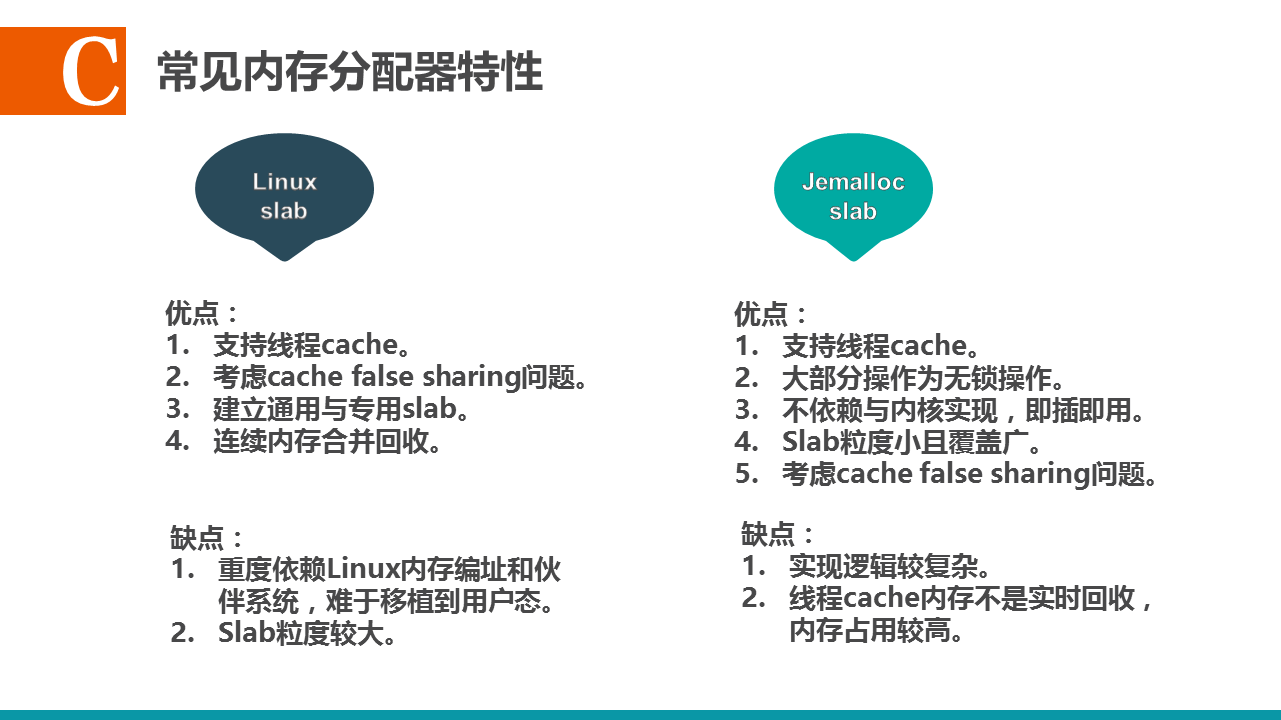 C
常见内存分配器特性
Linux
slab
优点：
1. 支持线程cache。
2. 考虑cache false sharing问题。
3. 建立通用与专用slab。
4. 连续内存合并回收。
缺点：
1. 重度依赖Linux内存编址和伙
伴系统，难于移植到用户态。
2. Slab粒度较大。
Jemalloc
slab
优点：
1. 支持线程cache。
2. 大部分操作为无锁操作。
3. 不依赖与内核实现，即插即用。
4. Slab粒度小且覆盖广。
5. 考虑cache false sharing问题。
缺点：
1. 实现逻辑较复杂。
2. 线程cache内存不是实时回收，
内存占用较高。